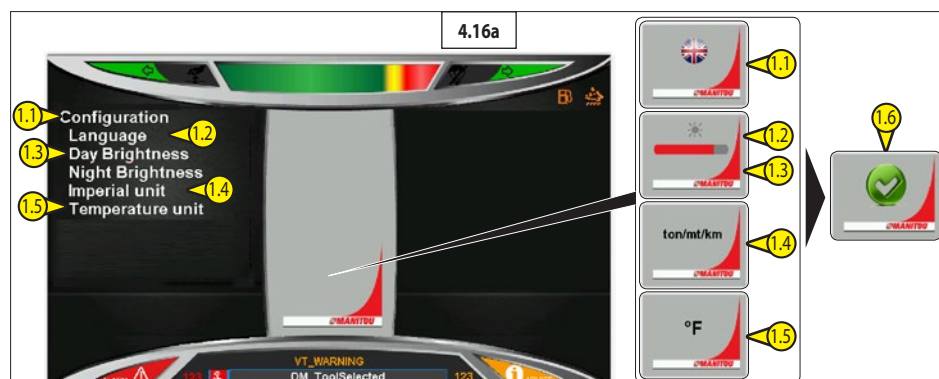 4.16a
1.1 Configuration
Language 1.2
1.3 Day Brightness
Night Brightness
Imperial unit 1.4
1.5 Temperature unit
MANITOU
VT_WARNING
123
DM_ToolSelected
123
MANITOU
1.1
MANITOU
1.2
1.3
ton/mt/km
MANITOU
1.4
°F
MANITOU
1.5
1.6
MANITOU